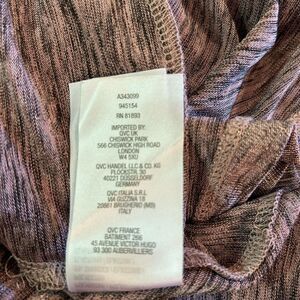 A343099
945154
RN 81893
IMPORTED BY:
QVC UK
CHISWICK PARK
566 CHISWICK HIGH ROAD
LONDON
W4 5XU
QVC HANDEL LLC & CO. KG
PLOCKSTR. 30
40221 DUSSELDORF
GERMANY
QVC ITALIA S.R.L
VIA GUZZINA 18
20861 BRUGHERIO (MB)
ITALY
QVC FRANCE
BATIMENT 266
45 AVENUE VICTOR HUGO
93 300 AUBERVILLIERS